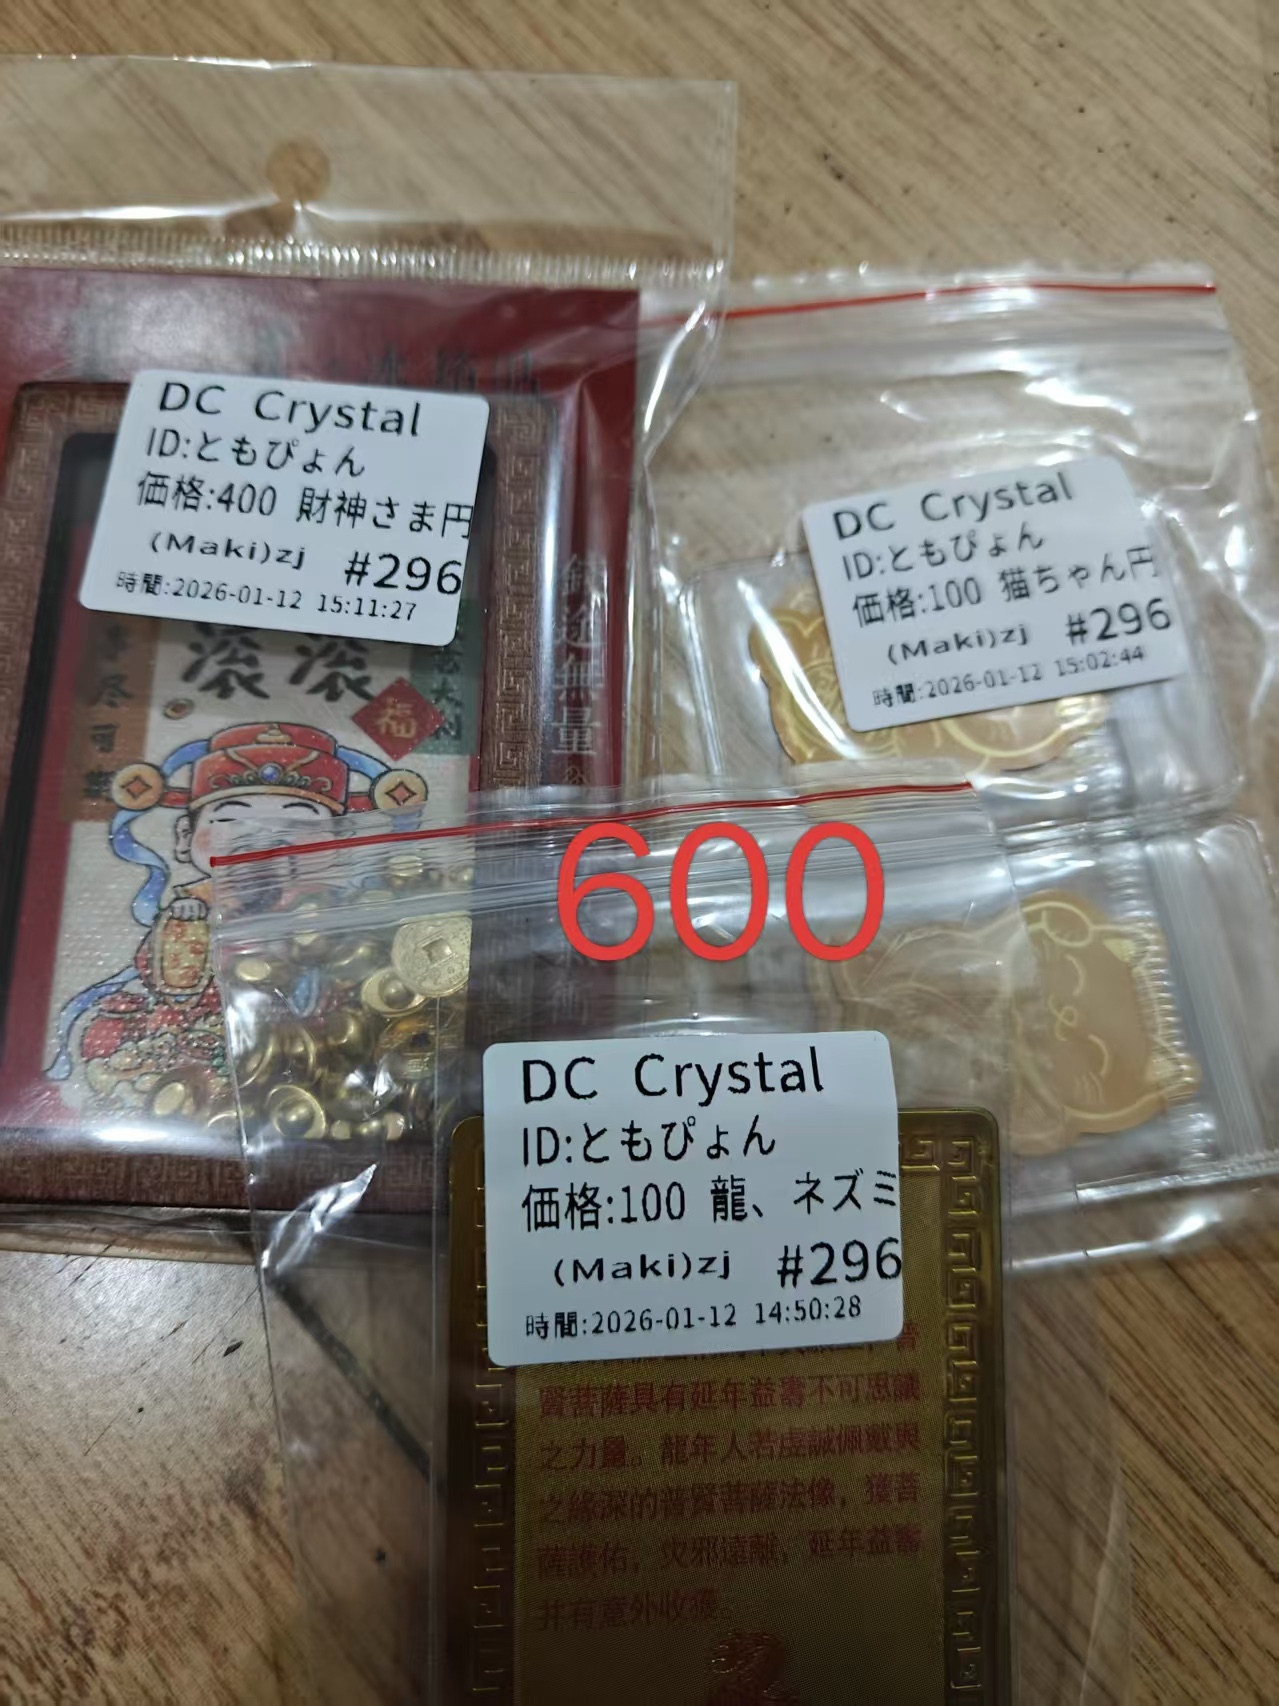 DC Crystal
ID:ともぴょん
価格:400 財神さま円
(Maki)zj #296
時間:2026-01-12 15:11:27
滚滚
福
無量
DC Crystal
ID:ともぴょん
価格:100 猫ちゃん円
(Maki)zj #296
時間:2026-01-12 15:02:44
600
DC Crystal
ID:ともぴょん
価格:100 龍、ネズミ
(Maki)zj #296
時間:2026-01-12 14:50:28
賢菩薩具有延年益壽不可思議
之力量。龍年人若虔誠佩戴與
之緣深的普賢菩薩法像，獲菩
薩護佑，災邪遠離，延年益壽
并有意外收獲。